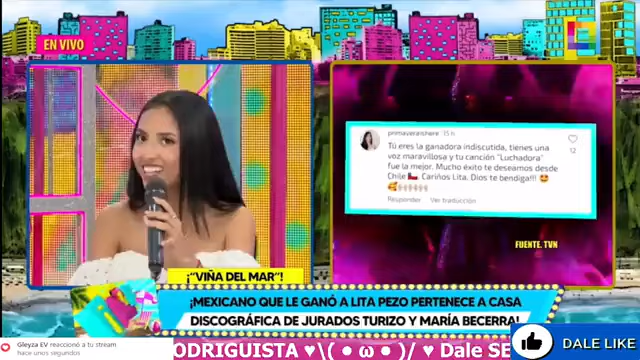 EN VIVO
primaveraranchera 15 h
Tú eres la ganadora indiscutida, tienes una
voz maravillosa y tu canción "Luchadora"
fue la mejor. Mucho éxito te deseamos desde
Chile 🇨🇱. Cariños Lita. Dios te bendiga!!! 🤩
🥰🙌🏼🙌🏼🙌🏼🙌🏼
12
Responder Ver traducción
FUENTE. TVN
¡"VIÑA DEL MAR"!
¡MEXICANO QUE LE GANÓ A LITA PEZO PERTENECE A CASA
DISCOGRÁFICA DE JURADOS TURIZO Y MARÍA BECERRA!
Gleyza EV reaccionó a tu stream
hace unos segundos
ODRIGUISTA ♥\(●ω●)/ ♥ Dale SE
DALE LIKE